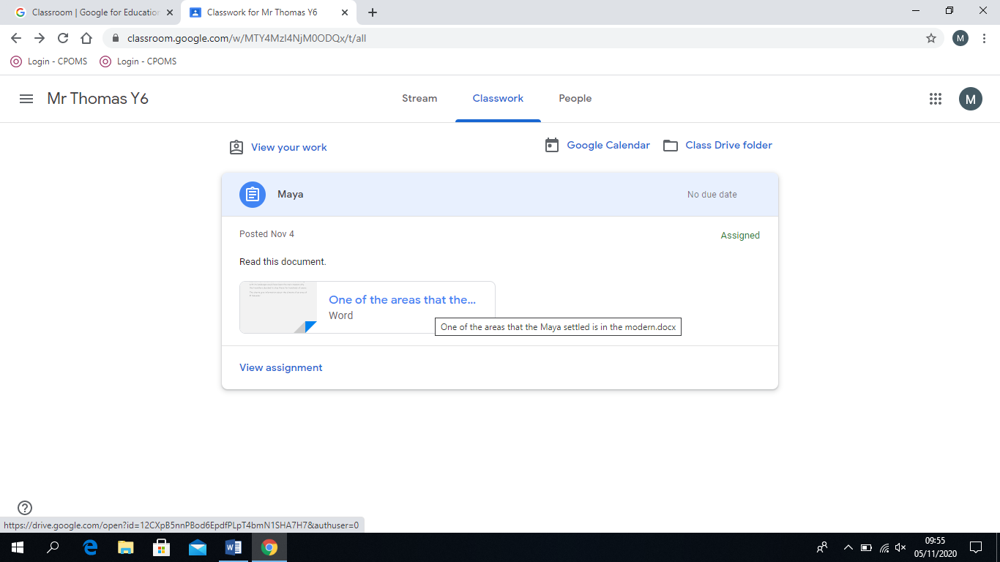 Classroom | Google for Education
Classwork for Mr Thomas Y6
classroom.google.com/w/MTY4MzI4NjM0ODQx/t/all
M
Login - CPOMS
Login - CPOMS
Mr Thomas Y6
Stream
Classwork
People
M
View your work
Google Calendar
Class Drive folder
Maya
No due date
Posted Nov 4
Assigned
Read this document.
One of the areas that the...
Word
One of the areas that the Maya settled is in the modern.docx
View assignment
https://drive.google.com/open?id=12CXpB5nnPBod6EpdfPLpT4bmN1SHA7H7&authuser=0
09:55
05/11/2020